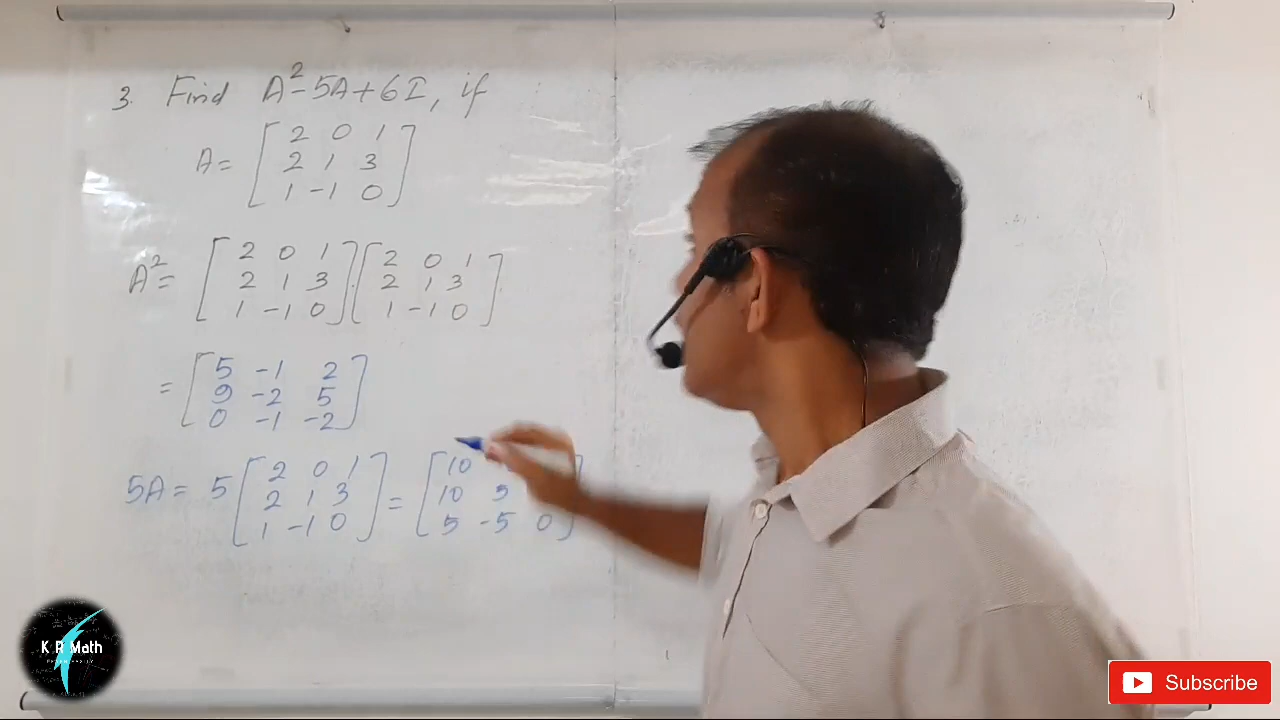 3. Find A²-5A+6I, if
A = [ 2 0 1
2 1 3
1 -1 0 ]
A² = [ 2 0 1 ] [ 2 0 1
2 1 3 2 1 3
1 -1 0 1 -1 0 ]
= [ 5 -1 2
9 -2 5
0 -1 -2 ]
5A = 5 [ 2 0 1 ] = [ 10
2 1 3 10 5
1 -1 0 5 -5 0 ]
K R Math
Subscribe